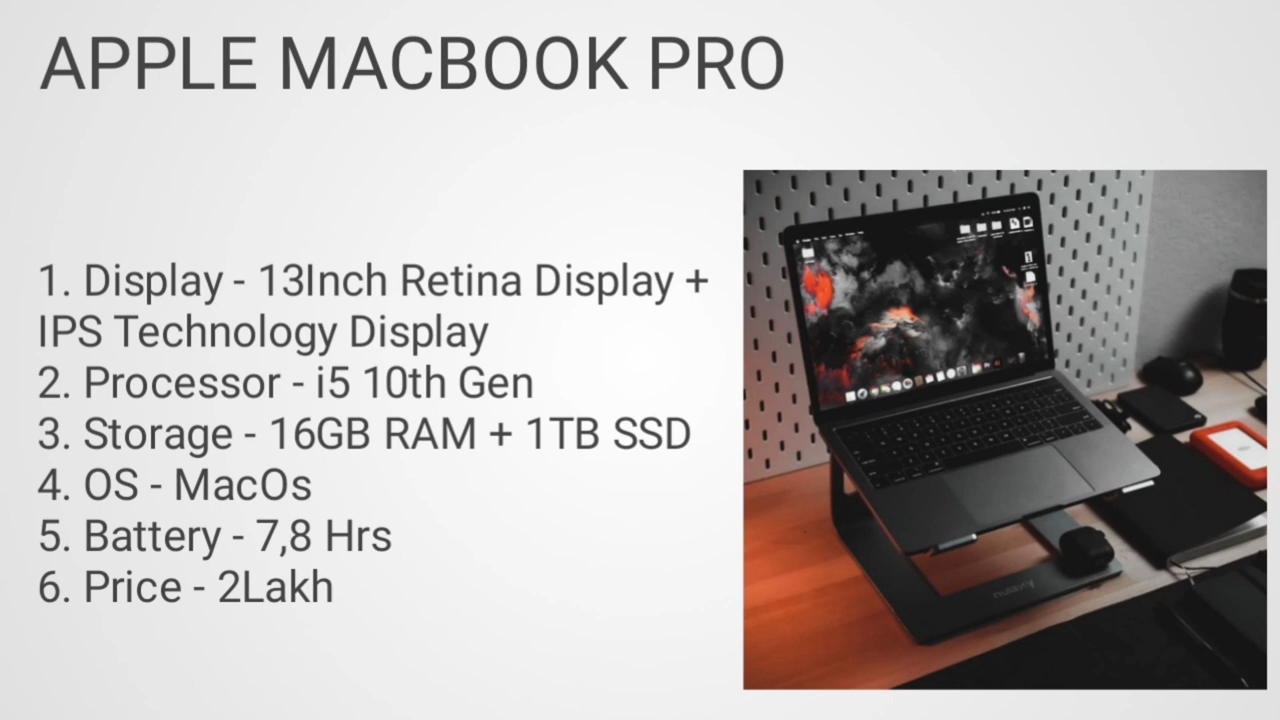 APPLE MACBOOK PRO
1. Display - 13Inch Retina Display +
IPS Technology Display
2. Processor - i5 10th Gen
3. Storage - 16GB RAM + 1TB SSD
4. OS - MacOs
5. Battery - 7,8 Hrs
6. Price - 2Lakh